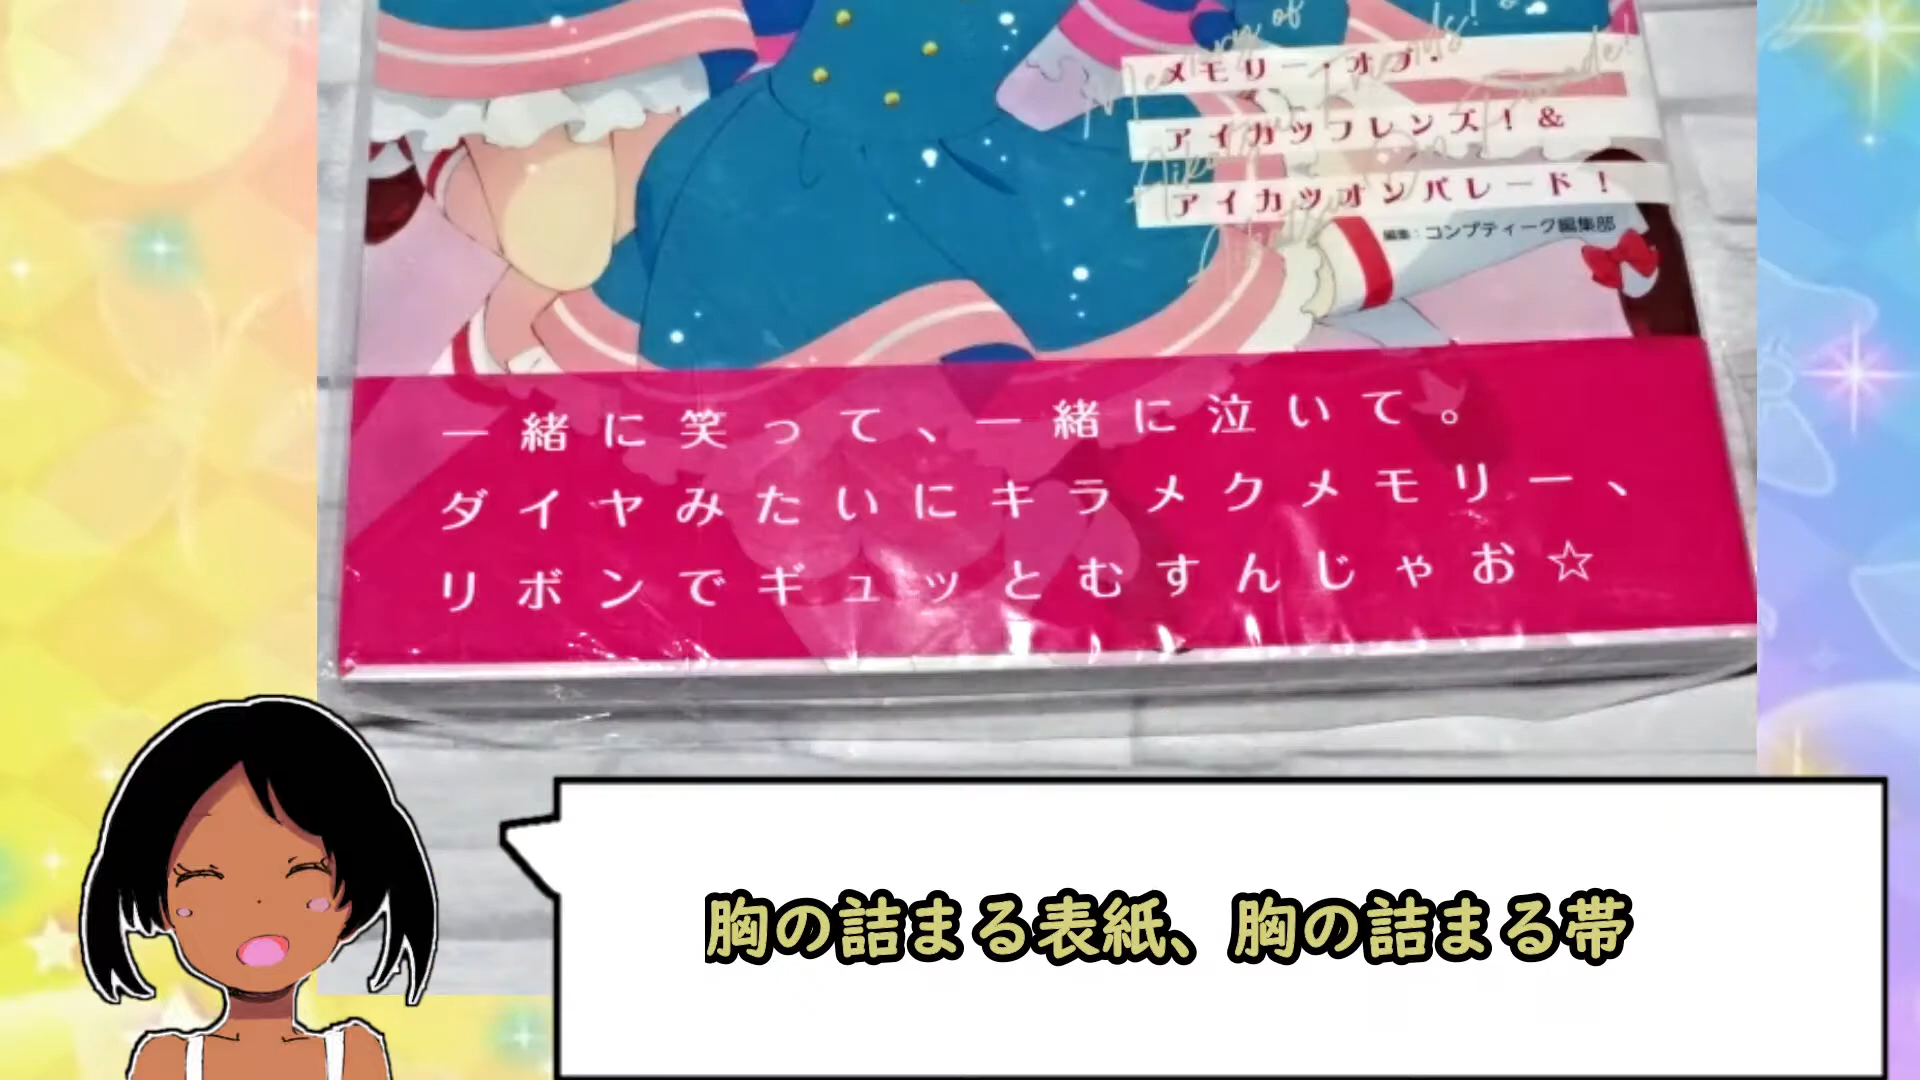 メモリー・オブ・
アイカツフレンズ！&
アイカツオンパレード！
編集：コンプティーク編集部
一緒に笑って、一緒に泣いて。
ダイヤみたいにキラメクメモリー、
リボンでギュッとむすんじゃお☆
胸の詰まる表紙、胸の詰まる帯